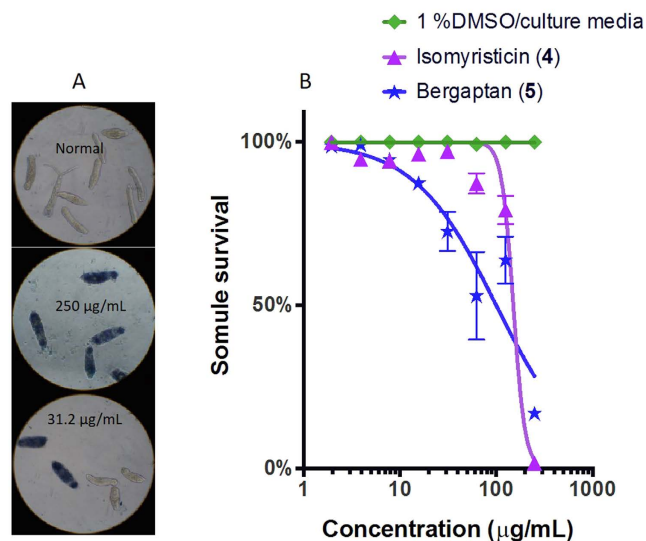 1 %DMSO/culture media
Isomyristicin (4)
Bergaptan (5)
A
B
Normal
250 µg/mL
31.2 µg/mL
100%
50%
0%
Somule survival
1 10 100 1000
Concentration (µg/mL)